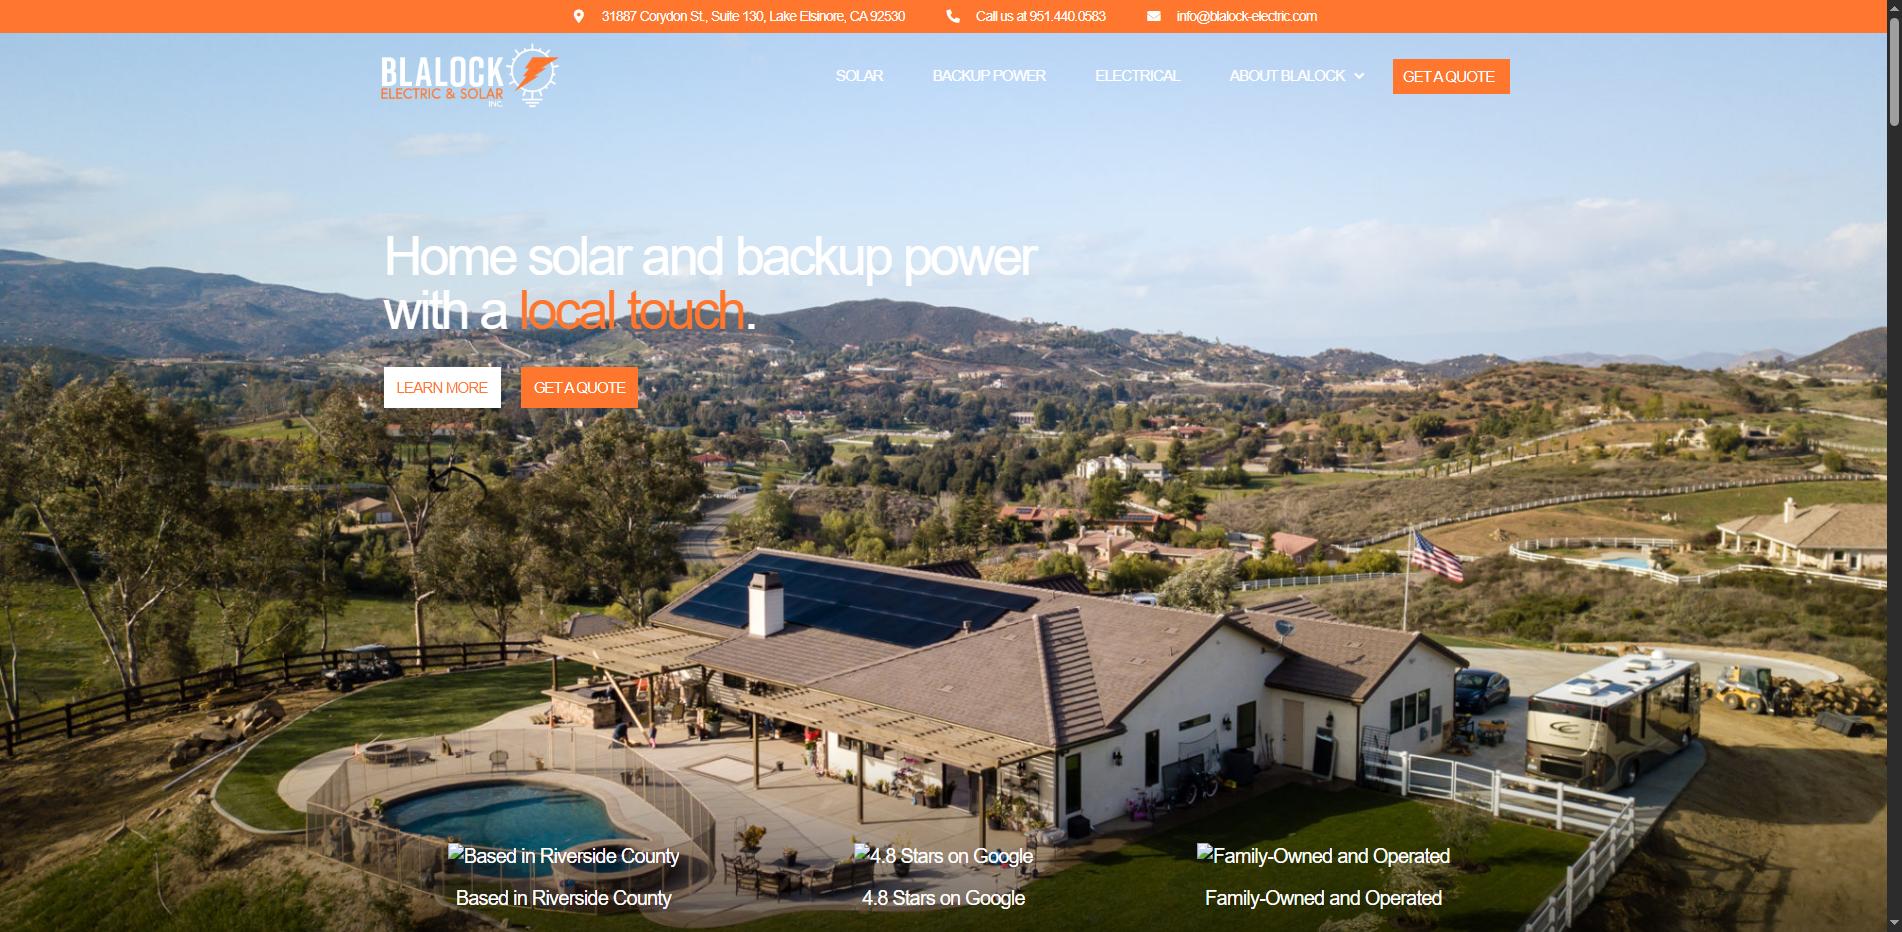 31887 Corydon St., Suite 130, Lake Elsinore, CA 92530
Call us at 951.440.0583
info@blalock-electric.com
BLALOCK
ELECTRIC & SOLAR
INC.
SOLAR
BACKUP POWER
ELECTRICAL
ABOUT BLALOCK
GET A QUOTE
Home solar and backup power
with a local touch.
LEARN MORE
GET A QUOTE
Based in Riverside County
4.8 Stars on Google
Family-Owned and Operated
Based in Riverside County
4.8 Stars on Google
Family-Owned and Operated